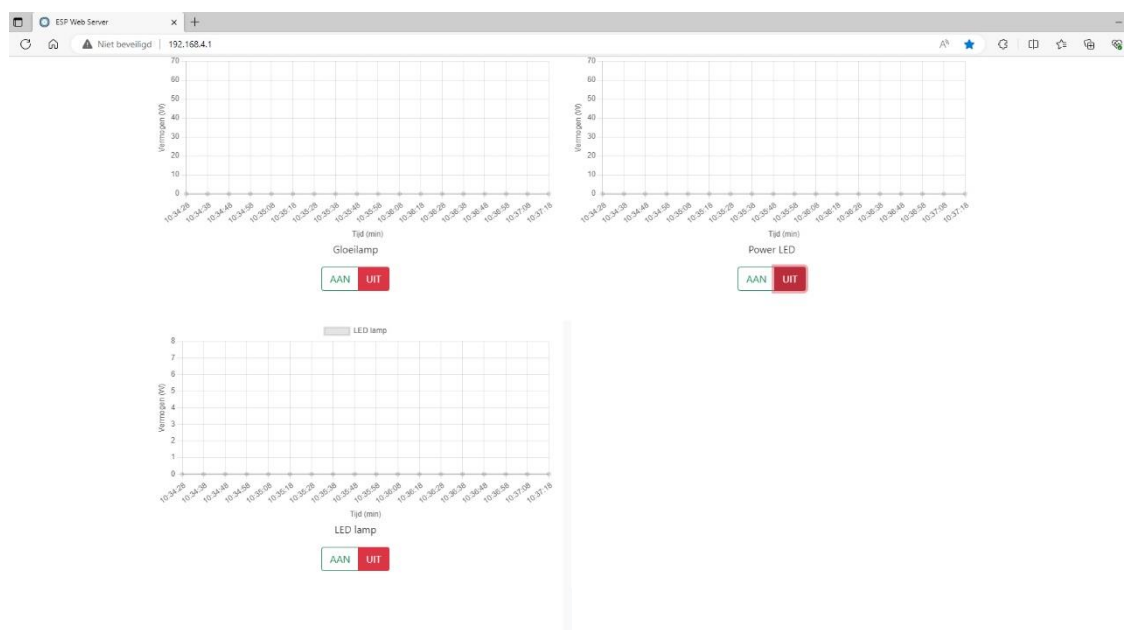 ESP Web Server
Niet beveiligd 192.168.4.1
70
60
50
40
30
20
10
0
Vermogen (W)
10:34:28 10:34:38 10:34:48 10:34:58 10:35:08 10:35:18 10:35:28 10:35:38 10:35:48 10:35:58 10:36:08 10:36:18 10:36:28 10:36:38 10:36:48 10:36:58 10:37:08 10:37:18
Tijd (min)
Gloeilamp
AAN UIT
70
60
50
40
30
20
10
0
Vermogen (W)
10:34:28 10:34:38 10:34:48 10:34:58 10:35:08 10:35:18 10:35:28 10:35:38 10:35:48 10:35:58 10:36:08 10:36:18 10:36:28 10:36:38 10:36:48 10:36:58 10:37:08 10:37:18
Tijd (min)
Power LED
AAN UIT
LED lamp
8
7
6
5
4
3
2
1
0
Vermogen (W)
10:34:28 10:34:38 10:34:48 10:34:58 10:35:08 10:35:18 10:35:28 10:35:38 10:35:48 10:35:58 10:36:08 10:36:18 10:36:28 10:36:38 10:36:48 10:36:58 10:37:08 10:37:18
Tijd (min)
LED lamp
AAN UIT